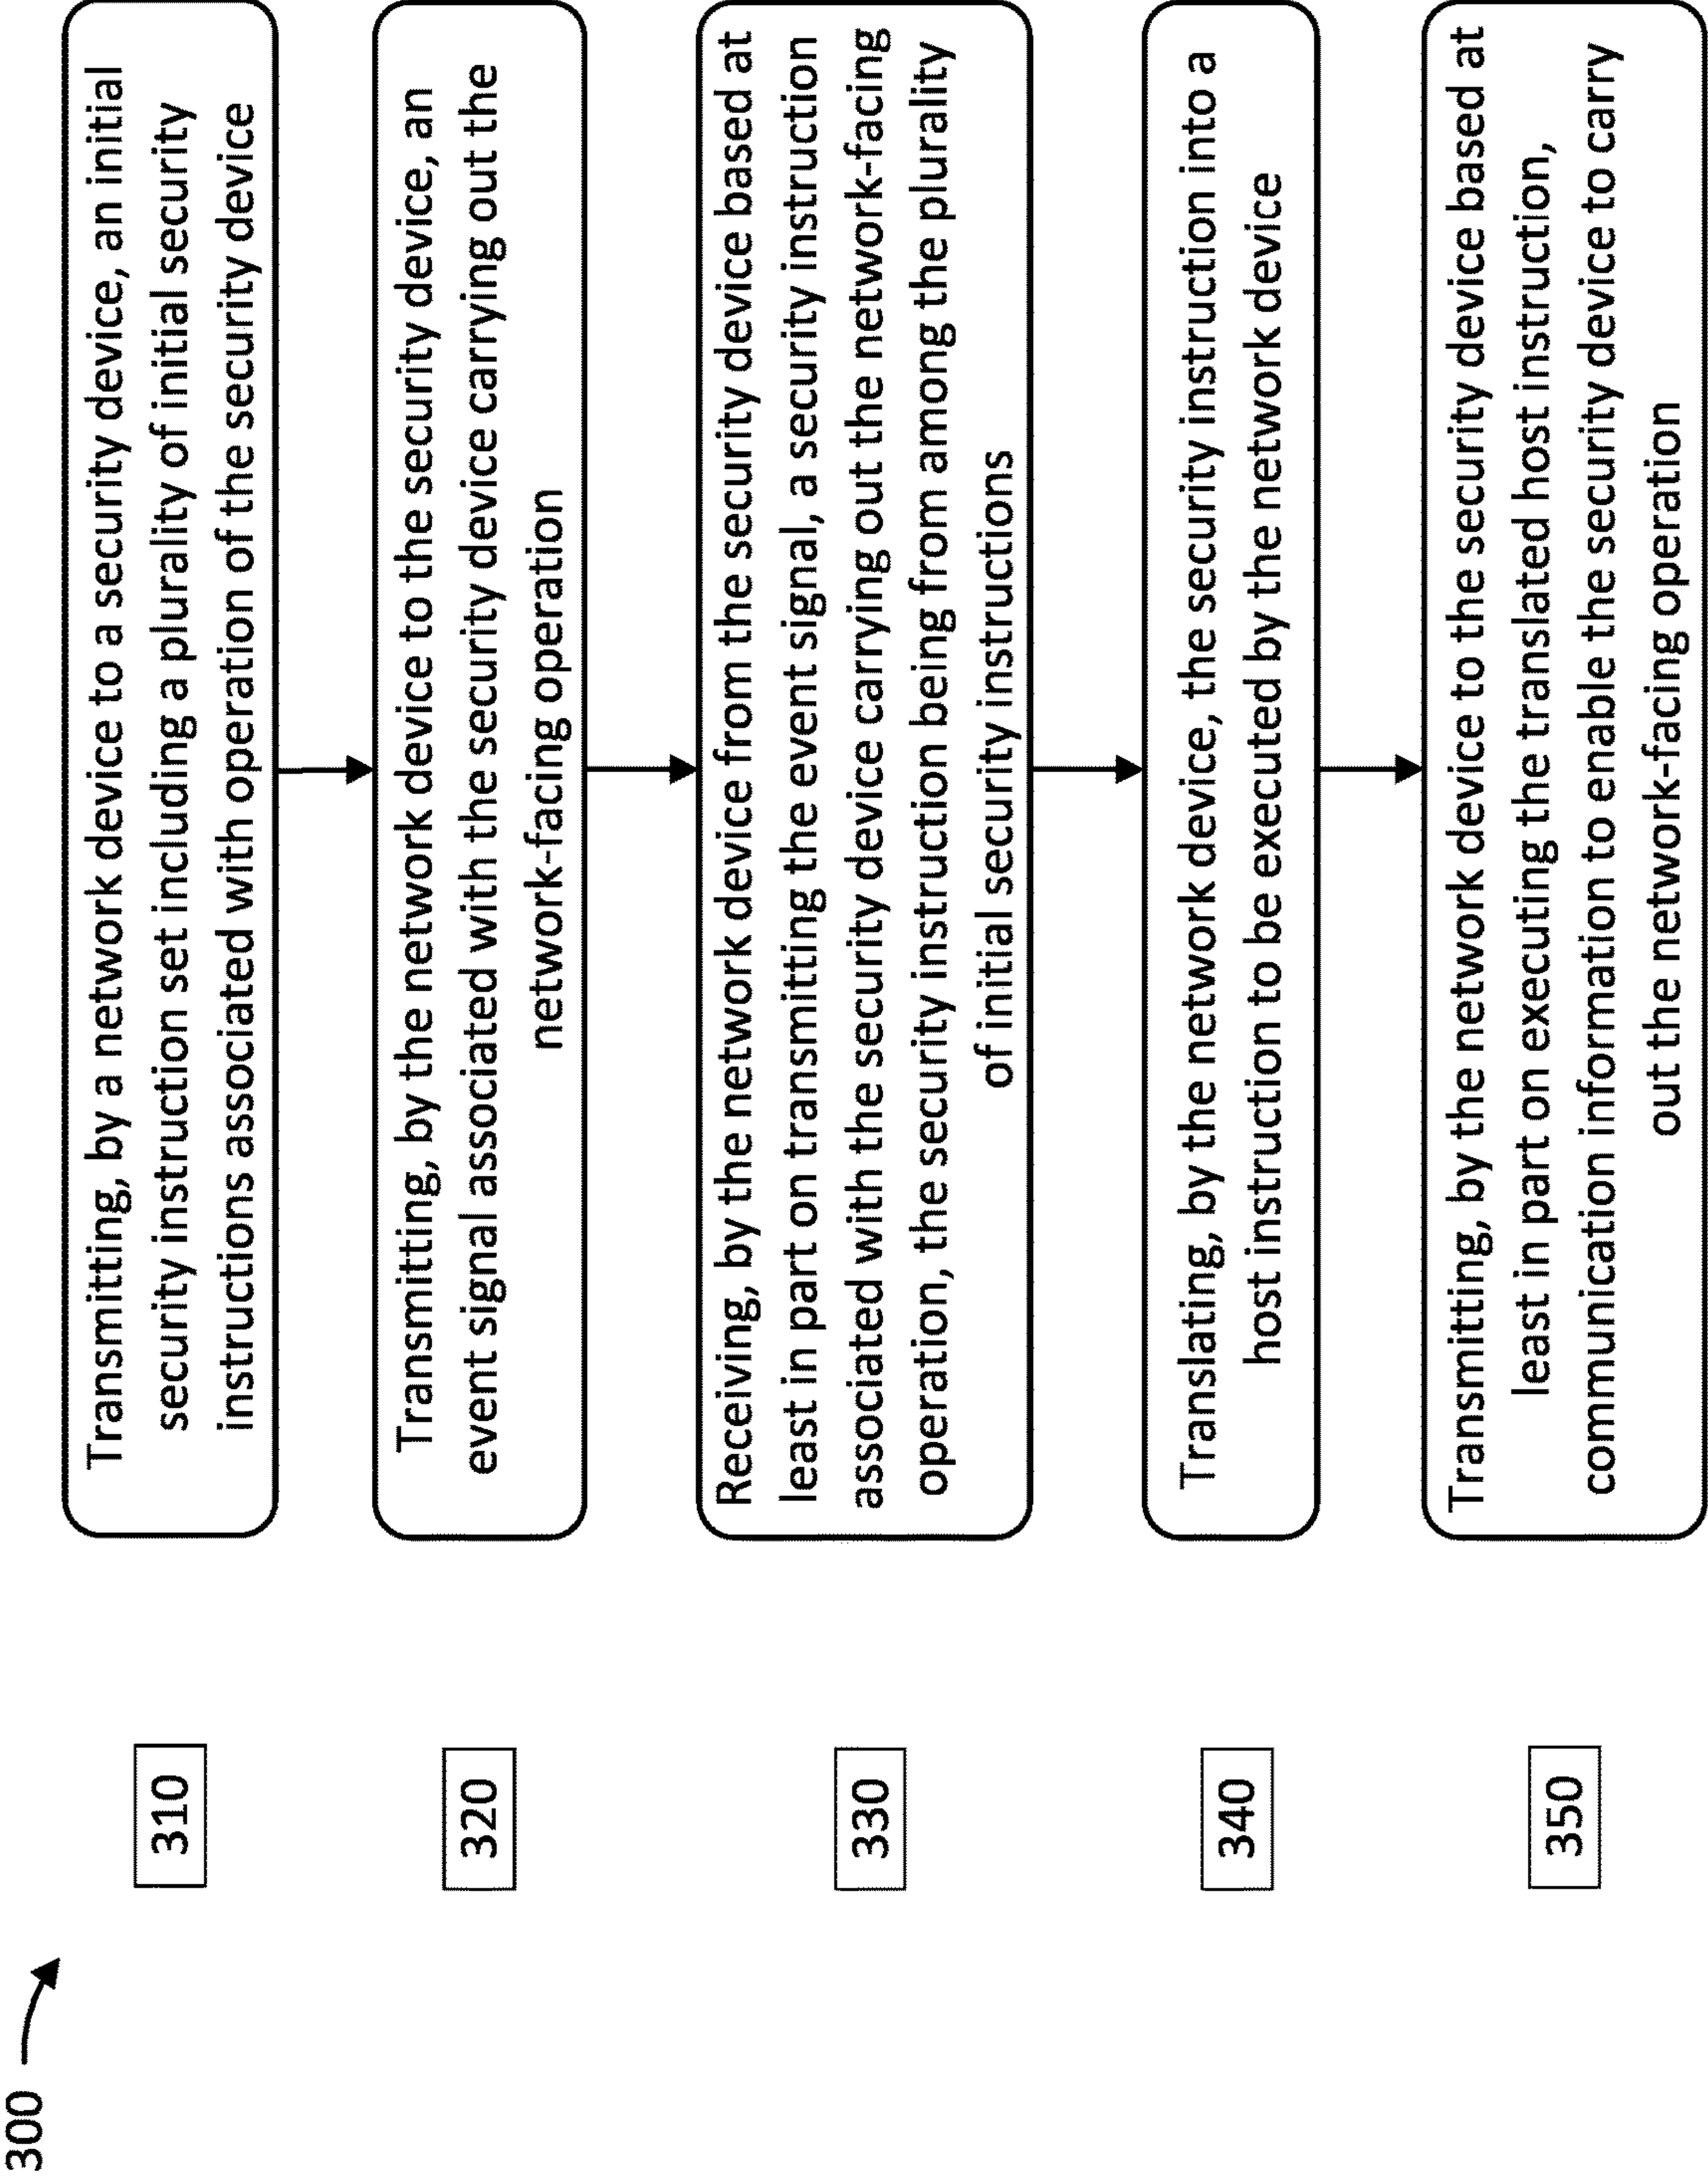 300
310
Transmitting, by a network device to a security device, an initial
security instruction set including a plurality of initial security
instructions associated with operation of the security device
320
Transmitting, by the network device to the security device, an
event signal associated with the security device carrying out the
network-facing operation
330
Receiving, by the network device from the security device based at
least in part on transmitting the event signal, a security instruction
associated with the security device carrying out the network-facing
operation, the security instruction being from among the plurality
of initial security instructions
340
Translating, by the network device, the security instruction into a
host instruction to be executed by the network device
350
Transmitting, by the network device to the security device based at
least in part on executing the translated host instruction,
communication information to enable the security device to carry
out the network-facing operation